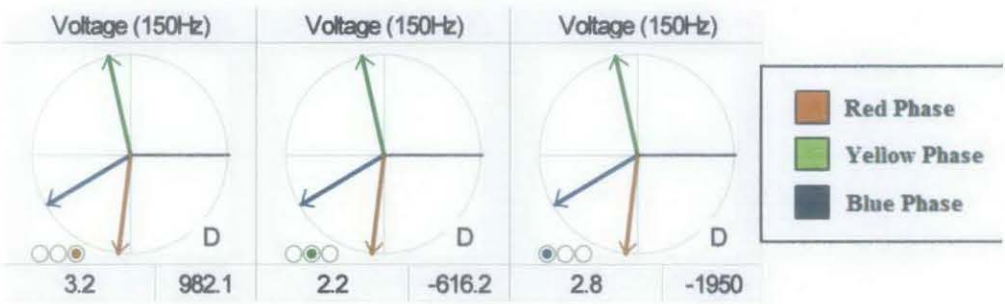 Voltage (150Hz) Voltage (150Hz) Voltage (150Hz)
D D D
3.2 982.1 2.2 -616.2 2.8 -1950
Red Phase
Yellow Phase
Blue Phase